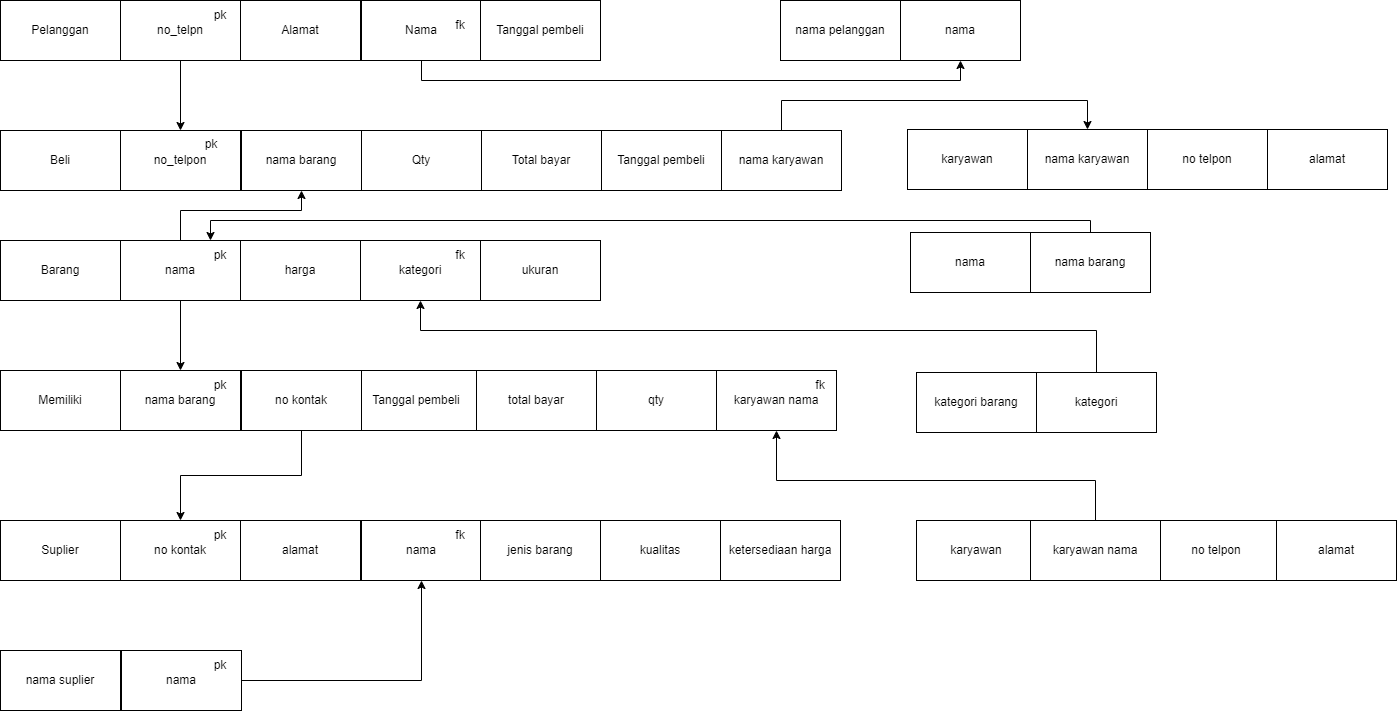 Pelanggan no_telpn pk Alamat Nama fk Tanggal pembeli nama pelanggan nama
Beli no_telpon pk nama barang Qty Total bayar Tanggal pembeli nama karyawan karyawan nama karyawan no telpon alamat
Barang nama pk harga kategori fk ukuran nama nama barang
Memiliki nama barang pk no kontak Tanggal pembeli total bayar qty karyawan nama fk kategori barang kategori
Suplier no kontak pk alamat nama fk jenis barang kualitas ketersediaan harga karyawan karyawan nama no telpon alamat
nama suplier nama pk